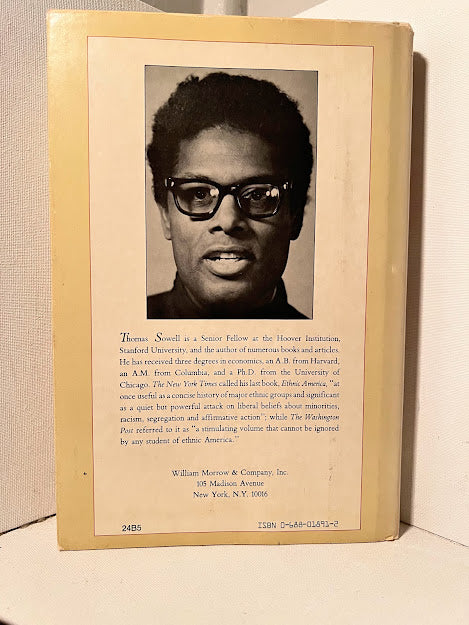 Thomas Sowell is a Senior Fellow at the Hoover Institution,
Stanford University, and the author of numerous books and articles.
He has received three degrees in economics, an A.B. from Harvard,
an A.M. from Columbia, and a Ph.D. from the University of
Chicago. The New York Times called his last book, Ethnic America, "at
once useful as a concise history of major ethnic groups and significant
as a quiet but powerful attack on liberal beliefs about minorities,
racism, segregation and affirmative action"; while The Washington
Post referred to it as "a stimulating volume that cannot be ignored
by any student of ethnic America."
William Morrow & Company, Inc.
105 Madison Avenue
New York, N.Y. 10016
24B5 ISBN 0-688-01891-2